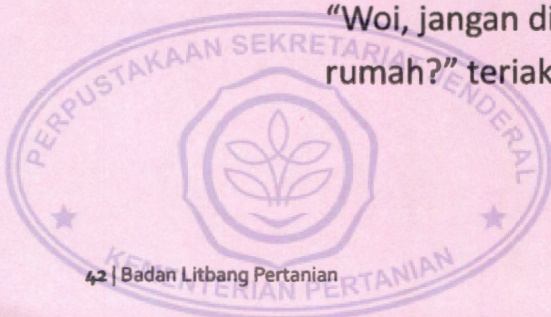 “Woi, jangan di
rumah?” teriak
PERPUSTAKAAN SEKRETARIAT JENDERAL
42 | Badan Litbang Pertanian
KEMENTERIAN PERTANIAN